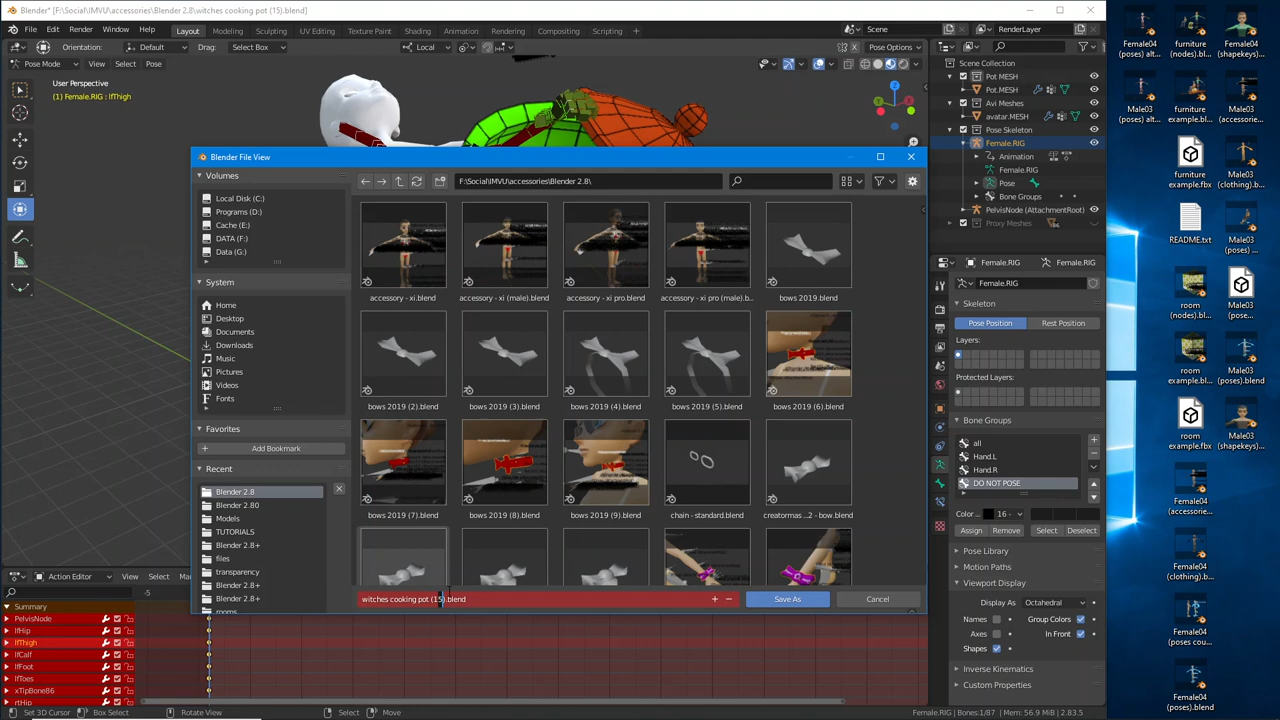 Blender* [F:\Social\IMVU\accessories\Blender 2.8\witches cooking pot (15).blend]
File Edit Render Window Help Layout Modeling Sculpting UV Editing Texture Paint Shading Animation Rendering Compositing Scripting + Scene RenderLayer
Orientation: Default Drag: Select Box Local Pose Options
Pose Mode View Select Pose
User Perspective
(1) Female.RIG : lfThigh
Z
Y
Scene Collection
Pot MESH
Pot.MESH
Avi Meshes
avatar.MESH
Pose Skeleton
Female.RIG
Animation
Female.RIG
Pose
Bone Groups
PelvisNode (AttachmentRoot)
Proxy Meshes
Female.RIG Female.RIG
Female.RIG
Skeleton
Pose Position Rest Position
Layers:
Protected Layers:
Bone Groups
all
Hand.L
Hand.R
DO NOT POSE
Color... 16 -
Assign Remove Select Deselect
Pose Library
Motion Paths
Viewport Display
Display As Octahedral
Names Group Colors
Axes In Front
Shapes
Inverse Kinematics
Custom Properties
Blender File View
Volumes
Local Disk (C:)
Programs (D:)
Cache (E:)
DATA (F:)
Data (G:)
System
Home
Desktop
Documents
Downloads
Music
Pictures
Videos
Fonts
Favorites
Add Bookmark
Recent
Blender 2.8
Blender 2.80
Models
TUTORIALS
Blender 2.8+
files
transparency
Blender 2.8+
Blender 2.8+
rooms
F:\Social\IMVU\accessories\Blender 2.8\
accessory - xi.blend accessory - xi (male).blend accessory - xi pro.blend accessory - xi pro (male).b... bows 2019.blend
bows 2019 (2).blend bows 2019 (3).blend bows 2019 (4).blend bows 2019 (5).blend bows 2019 (6).blend
bows 2019 (7).blend bows 2019 (8).blend bows 2019 (9).blend chain - standard.blend creatormas ...2 - bow.blend
witches cooking pot (15).blend + − Save As Cancel
Action Editor View Select
-5
Summary
PelvisNode
lfHip
lfThigh
lfCalf
lfFoot
lfToes
xTipBone86
rtHip
Set 3D Cursor Box Select Rotate View Select Move Female.RIG | Bones:1/87 | Mem: 56.9 MiB | 2.83.5
Female04 (poses) alt... furniture (nodes).bl... Female04 (shapekeys)...
Male03 (poses) alt... furniture example.bl... Male03 (accessorie...
furniture example.fbx Male03 (clothing).b...
README.txt Male03 (poses) ...
room (nodes).bl... Male03 (pose...
room example.bl... Male03 (poses).blend
room example.fbx Male03 (shapekeys)...
Female04 (accessorie...
Female04 (clothing).b...
Female04 (poses cou...
Female04 (poses).blend